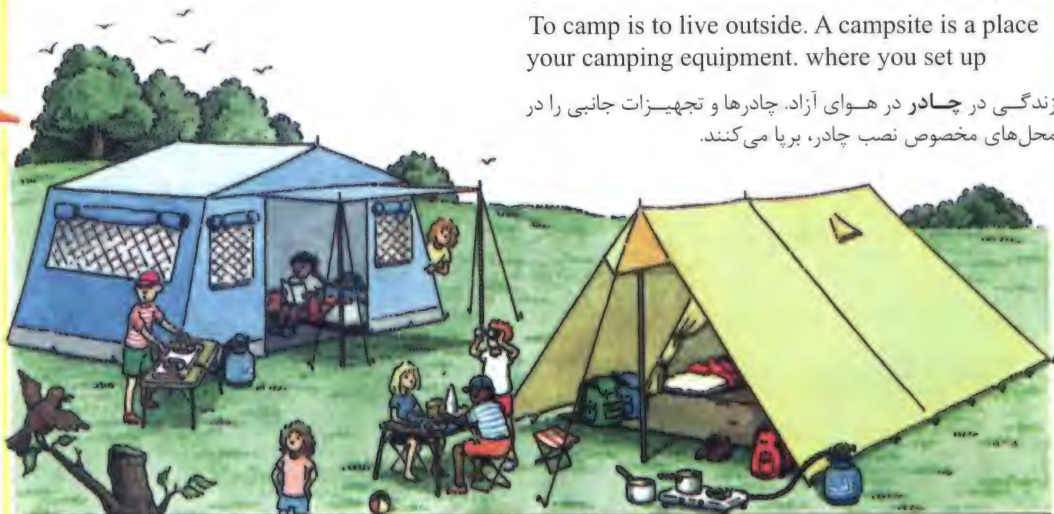 To camp is to live outside. A campsite is a place
your camping equipment. where you set up
زندگی در چادر در هوای آزاد. چادرها و تجهیزات جانبی را در
محل‌های مخصوص نصب چادر، برپا می‌کنند.